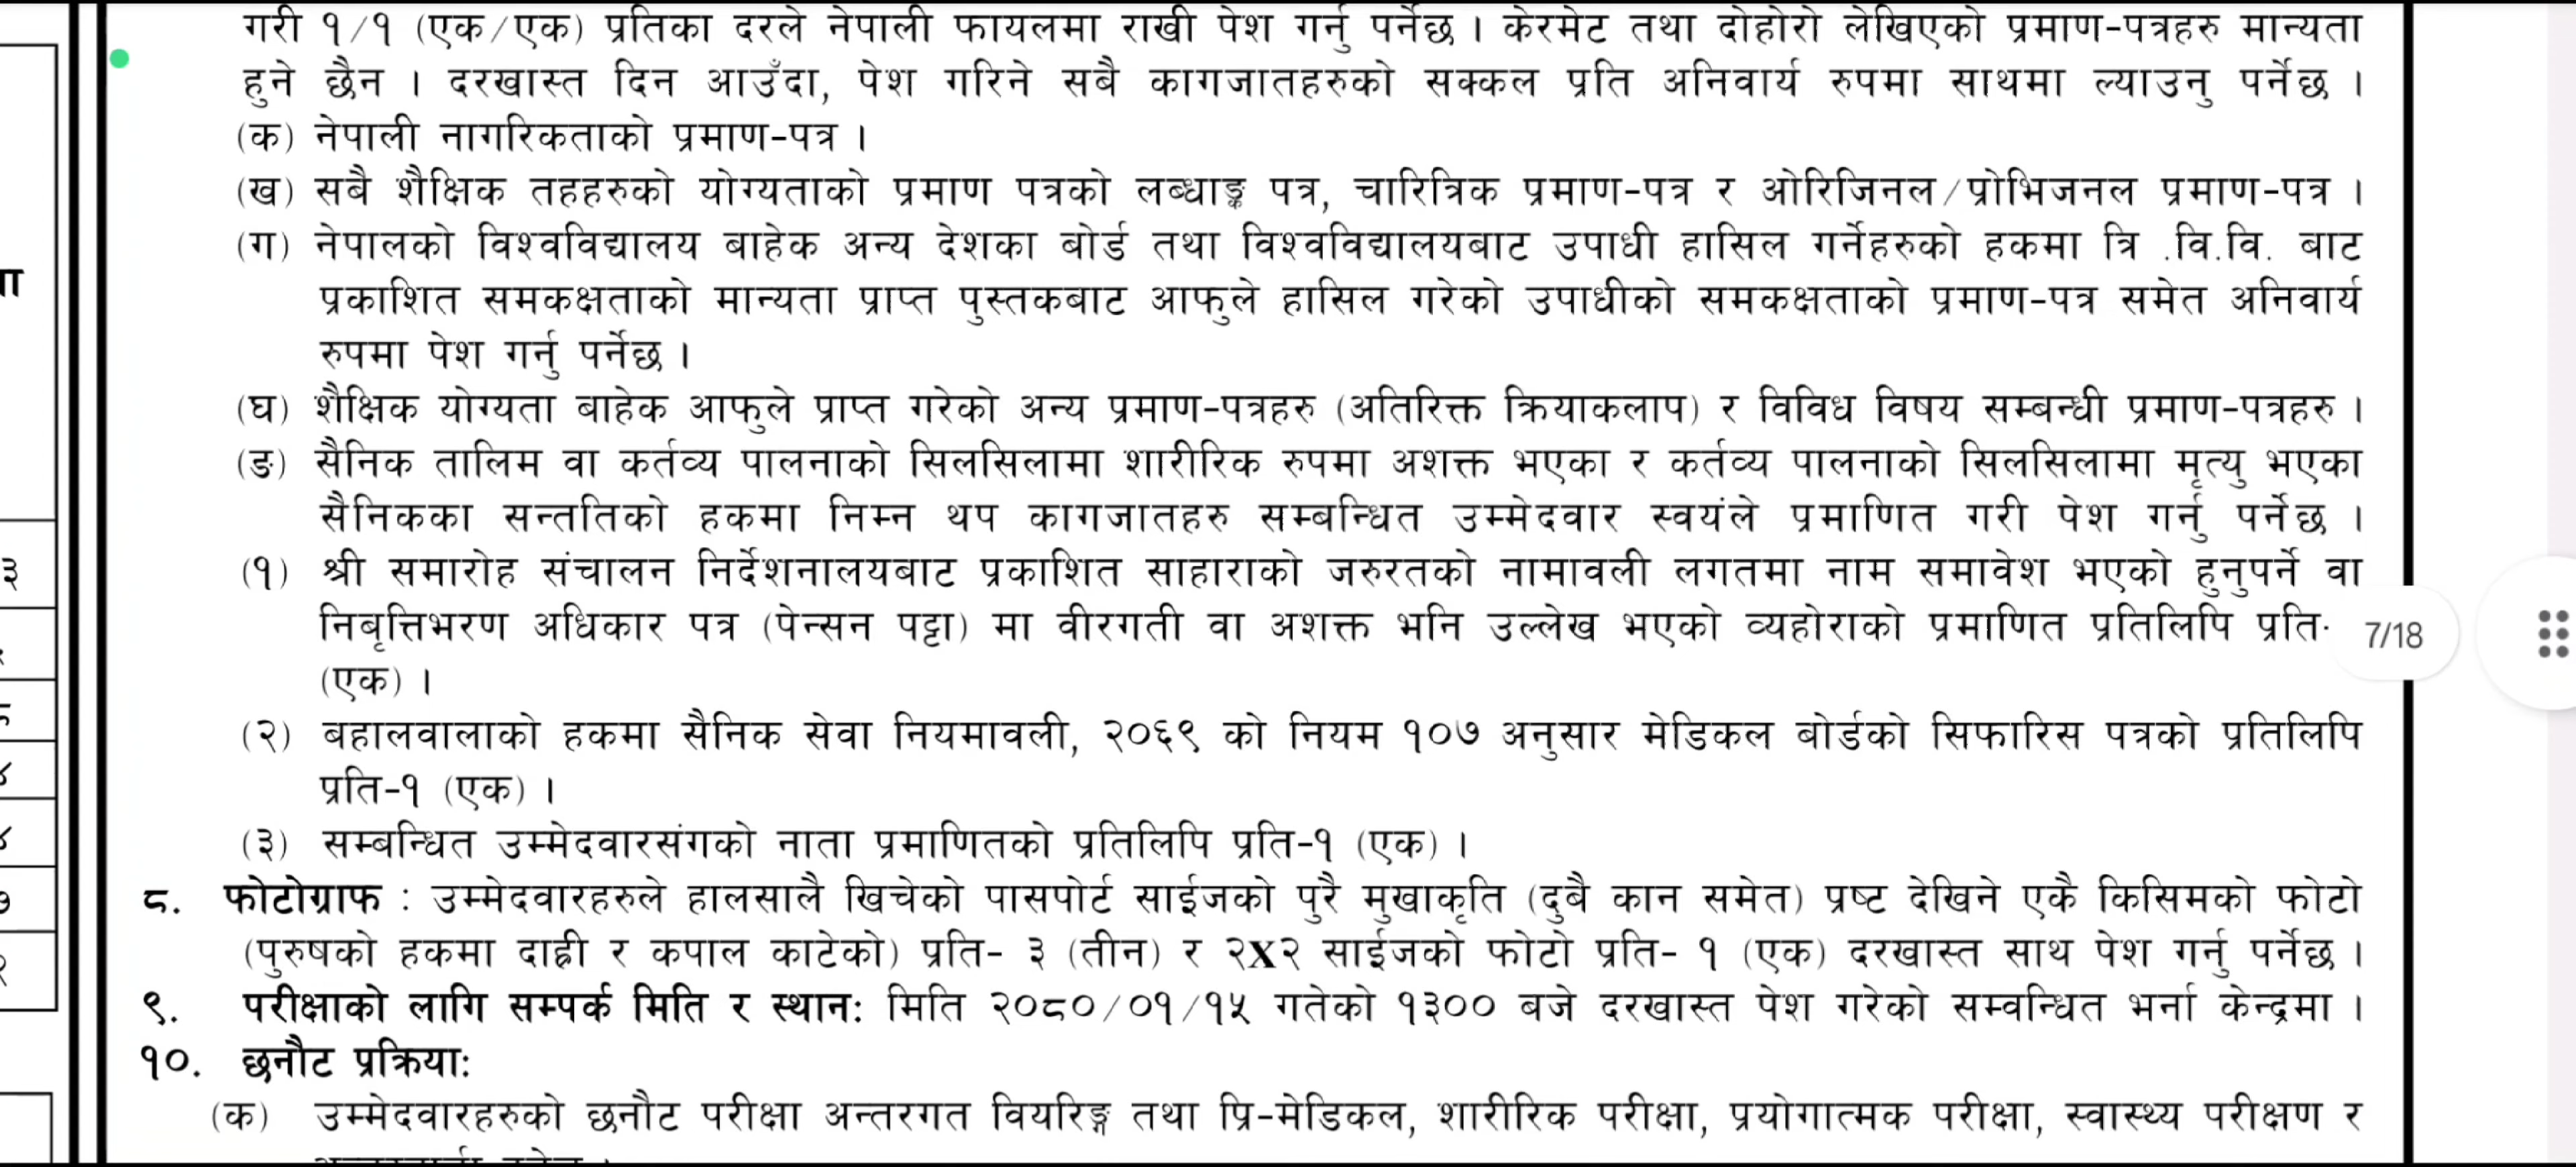 गरी १/१ (एक/एक) प्रतिका दरले नेपाली फायलमा राखी पेश गर्नु पर्नेछ । केरमेट तथा दोहोरो लेखिएको प्रमाण-पत्रहरु मान्यता
हुने छैन । दरखास्त दिन आउँदा, पेश गरिने सबै कागजातहरुको सक्कल प्रति अनिवार्य रुपमा साथमा ल्याउनु पर्नेछ ।
(क) नेपाली नागरिकताको प्रमाण-पत्र ।
(ख) सबै शैक्षिक तहहरुको योग्यताको प्रमाण पत्रको लब्धाङ्क पत्र, चारित्रिक प्रमाण-पत्र र ओरिजिनल/प्रोभिजनल प्रमाण-पत्र ।
(ग) नेपालको विश्वविद्यालय बाहेक अन्य देशका बोर्ड तथा विश्वविद्यालयबाट उपाधी हासिल गर्नेहरुको हकमा त्रि .वि.वि. बाट
प्रकाशित समकक्षताको मान्यता प्राप्त पुस्तकबाट आफुले हासिल गरेको उपाधीको समकक्षताको प्रमाण-पत्र समेत अनिवार्य
रुपमा पेश गर्नु पर्नेछ ।
(घ) शैक्षिक योग्यता बाहेक आफुले प्राप्त गरेको अन्य प्रमाण-पत्रहरु (अतिरिक्त क्रियाकलाप) र विविध विषय सम्बन्धी प्रमाण-पत्रहरु ।
(ङ) सैनिक तालिम वा कर्तव्य पालनाको सिलसिलामा शारीरिक रुपमा अशक्त भएका र कर्तव्य पालनाको सिलसिलामा मृत्यु भएका
सैनिकका सन्ततिको हकमा निम्न थप कागजातहरु सम्बन्धित उम्मेदवार स्वयंले प्रमाणित गरी पेश गर्नु पर्नेछ ।
(१) श्री समारोह संचालन निर्देशनालयबाट प्रकाशित साहाराको जरुरतको नामावली लगतमा नाम समावेश भएको हुनुपर्ने वा
निबृत्तिभरण अधिकार पत्र (पेन्सन पट्टा) मा वीरगती वा अशक्त भनि उल्लेख भएको व्यहोराको प्रमाणित प्रतिलिपि प्रति-
7/18
(एक) ।
(२) बहालवालाको हकमा सैनिक सेवा नियमावली, २०६९ को नियम १०७ अनुसार मेडिकल बोर्डको सिफारिस पत्रको प्रतिलिपि
प्रति-१ (एक) ।
(३) सम्बन्धित उम्मेदवारसंगको नाता प्रमाणितको प्रतिलिपि प्रति-१ (एक) ।
८. फोटोग्राफ : उम्मेदवारहरुले हालसालै खिचेको पासपोर्ट साईजको पुरै मुखाकृति (दुबै कान समेत) प्रष्ट देखिने एकै किसिमको फोटो
(पुरुषको हकमा दाह्री र कपाल काटेको) प्रति- ३ (तीन) र २X२ साईजको फोटो प्रति- १ (एक) दरखास्त साथ पेश गर्नु पर्नेछ ।
९. परीक्षाको लागि सम्पर्क मिति र स्थानः मिति २०८०/०१/१५ गतेको १३०० बजे दरखास्त पेश गरेको सम्वन्धित भर्ना केन्द्रमा ।
१०. छनौट प्रक्रियाः
(क) उम्मेदवारहरुको छनौट परीक्षा अन्तरगत वियरिङ्ग तथा प्रि-मेडिकल, शारीरिक परीक्षा, प्रयोगात्मक परीक्षा, स्वास्थ्य परीक्षण र